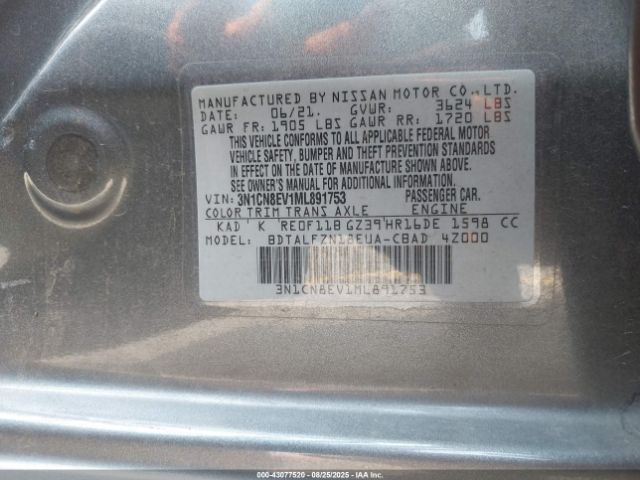 MANUFACTURED BY NISSAN MOTOR CO.,LTD.
DATE: 06/21. GVWR: 3624 LBS
GAWR FR: 1905 LBS GAWR RR: 1720 LBS
THIS VEHICLE CONFORMS TO ALL APPLICABLE FEDERAL MOTOR
VEHICLE SAFETY, BUMPER AND THEFT PREVENTION STANDARDS
IN EFFECT ON THE DATE OF MANUFACTURE SHOWN ABOVE.
SEE OWNER'S MANUAL FOR ADDITIONAL INFORMATION.
VIN: 3N1CN8EV1ML891753 PASSENGER CAR.
COLOR TRIM TRANS AXLE ENGINE
KAD K RE0F11B GZ39 HR16DE 1598 CC
BDTALFZN18EUA-CBAD 4Z000
3N1CN8EV1ML891753
000-43077520 - 08/25/2025 - IAAI, Inc. Copyright